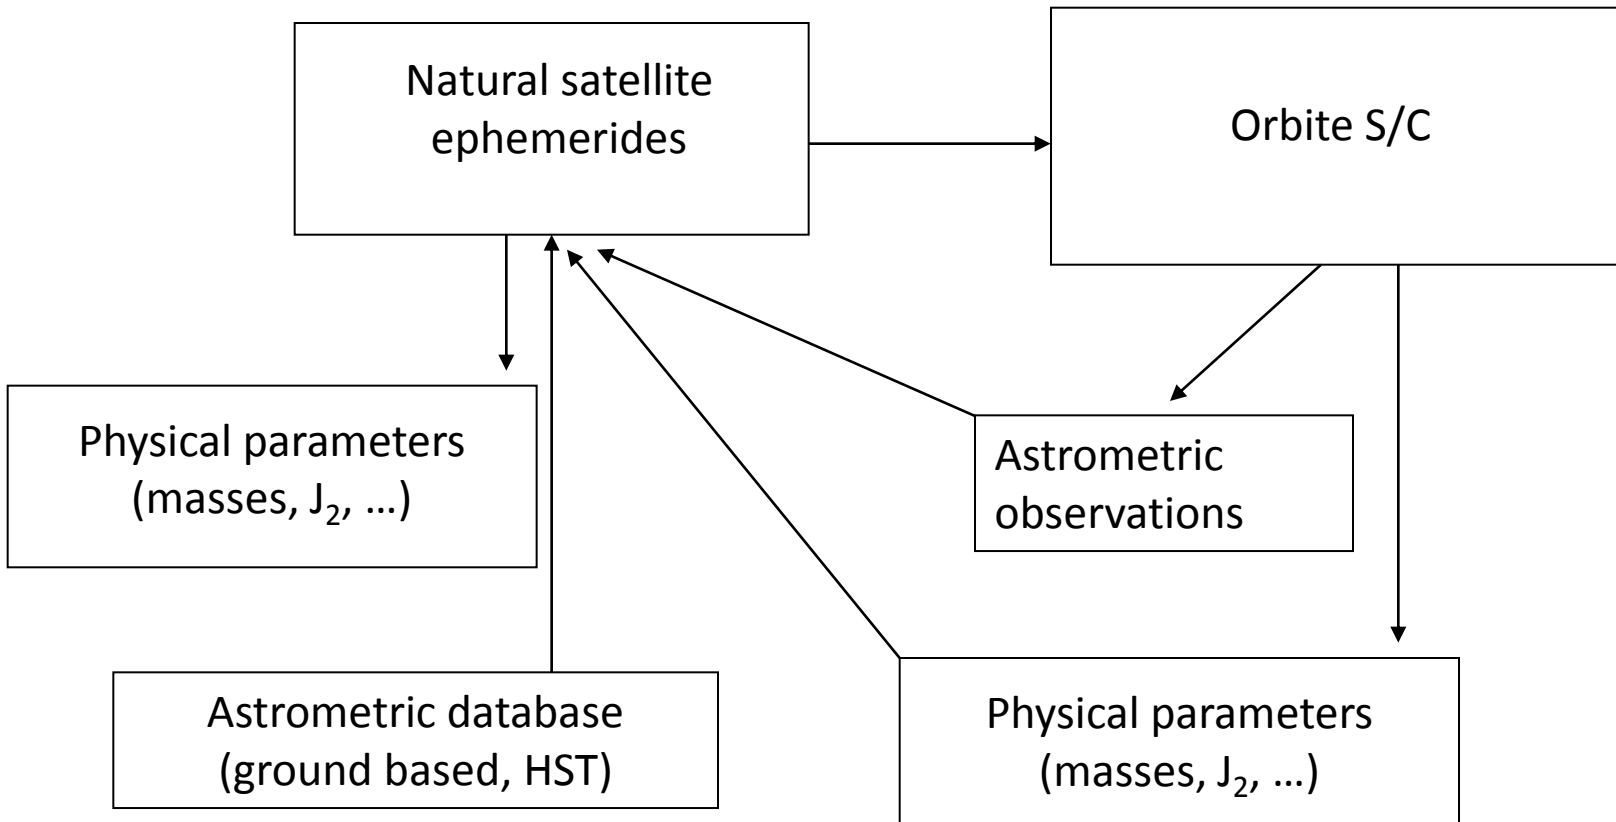 Natural satellite
ephemerides
Orbite S/C
Physical parameters
(masses, J₂, …)
Astrometric
observations
Astrometric database
(ground based, HST)
Physical parameters
(masses, J₂, …)